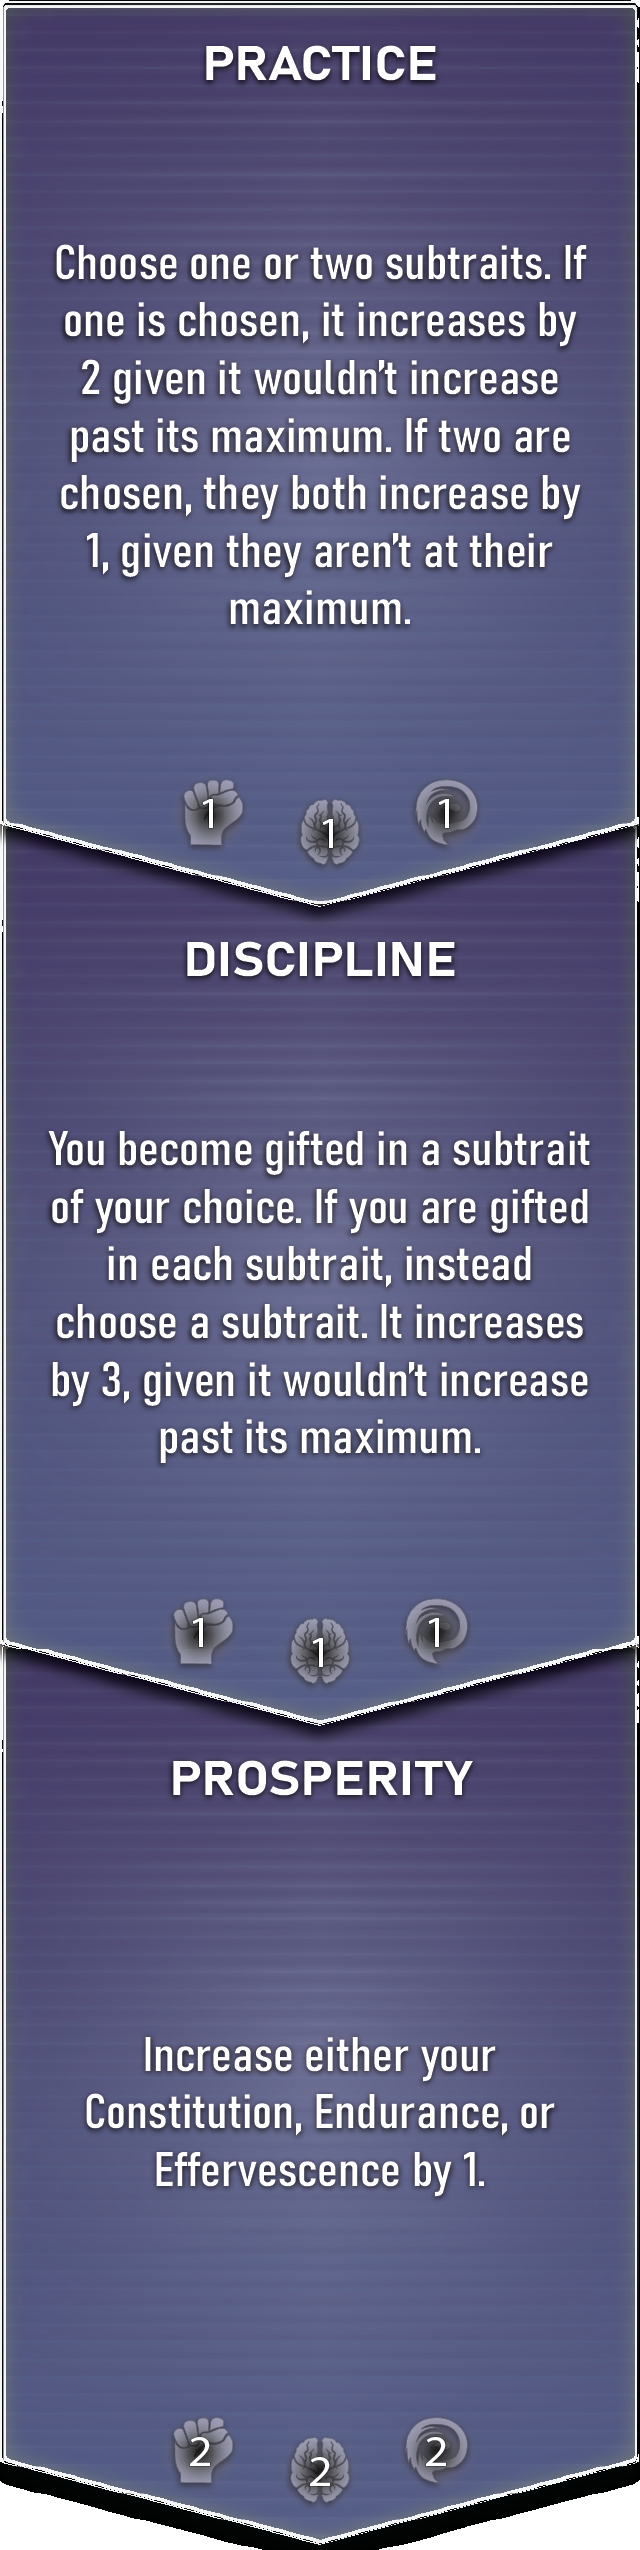 PRACTICE
Choose one or two subtraits. If
one is chosen, it increases by
2 given it wouldn't increase
past its maximum. If two are
chosen, they both increase by
1, given they aren't at their
maximum.
1 1 1
DISCIPLINE
You become gifted in a subtrait
of your choice. If you are gifted
in each subtrait, instead
choose a subtrait. It increases
by 3, given it wouldn't increase
past its maximum.
1 1 1
PROSPERITY
Increase either your
Constitution, Endurance, or
Effervescence by 1.
2 2 2